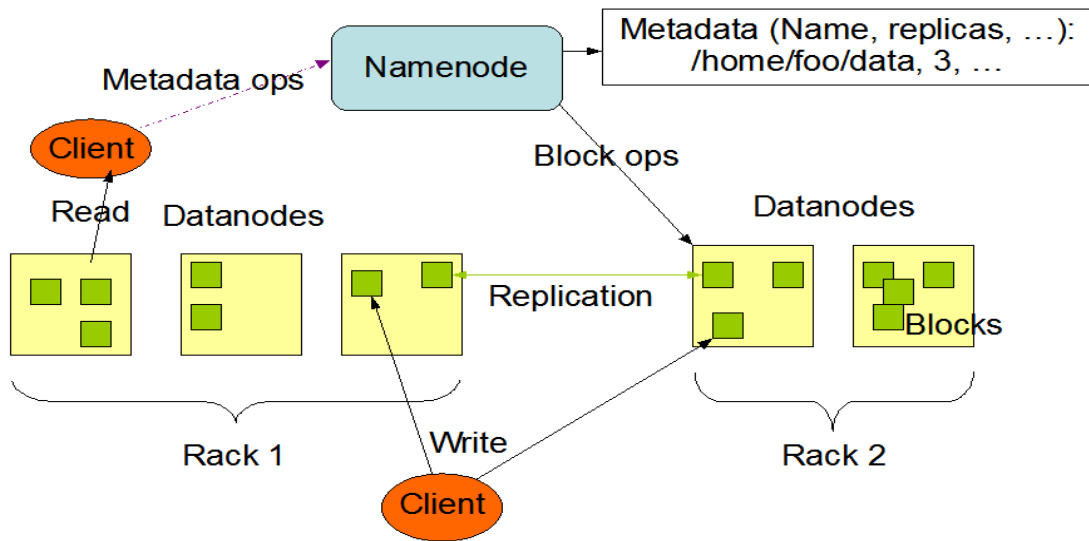 Metadata (Name, replicas, …):
/home/foo/data, 3, …
Namenode
Metadata ops
Client
Block ops
Read
Datanodes
Datanodes
Replication
Blocks
Rack 1
Write
Rack 2
Client